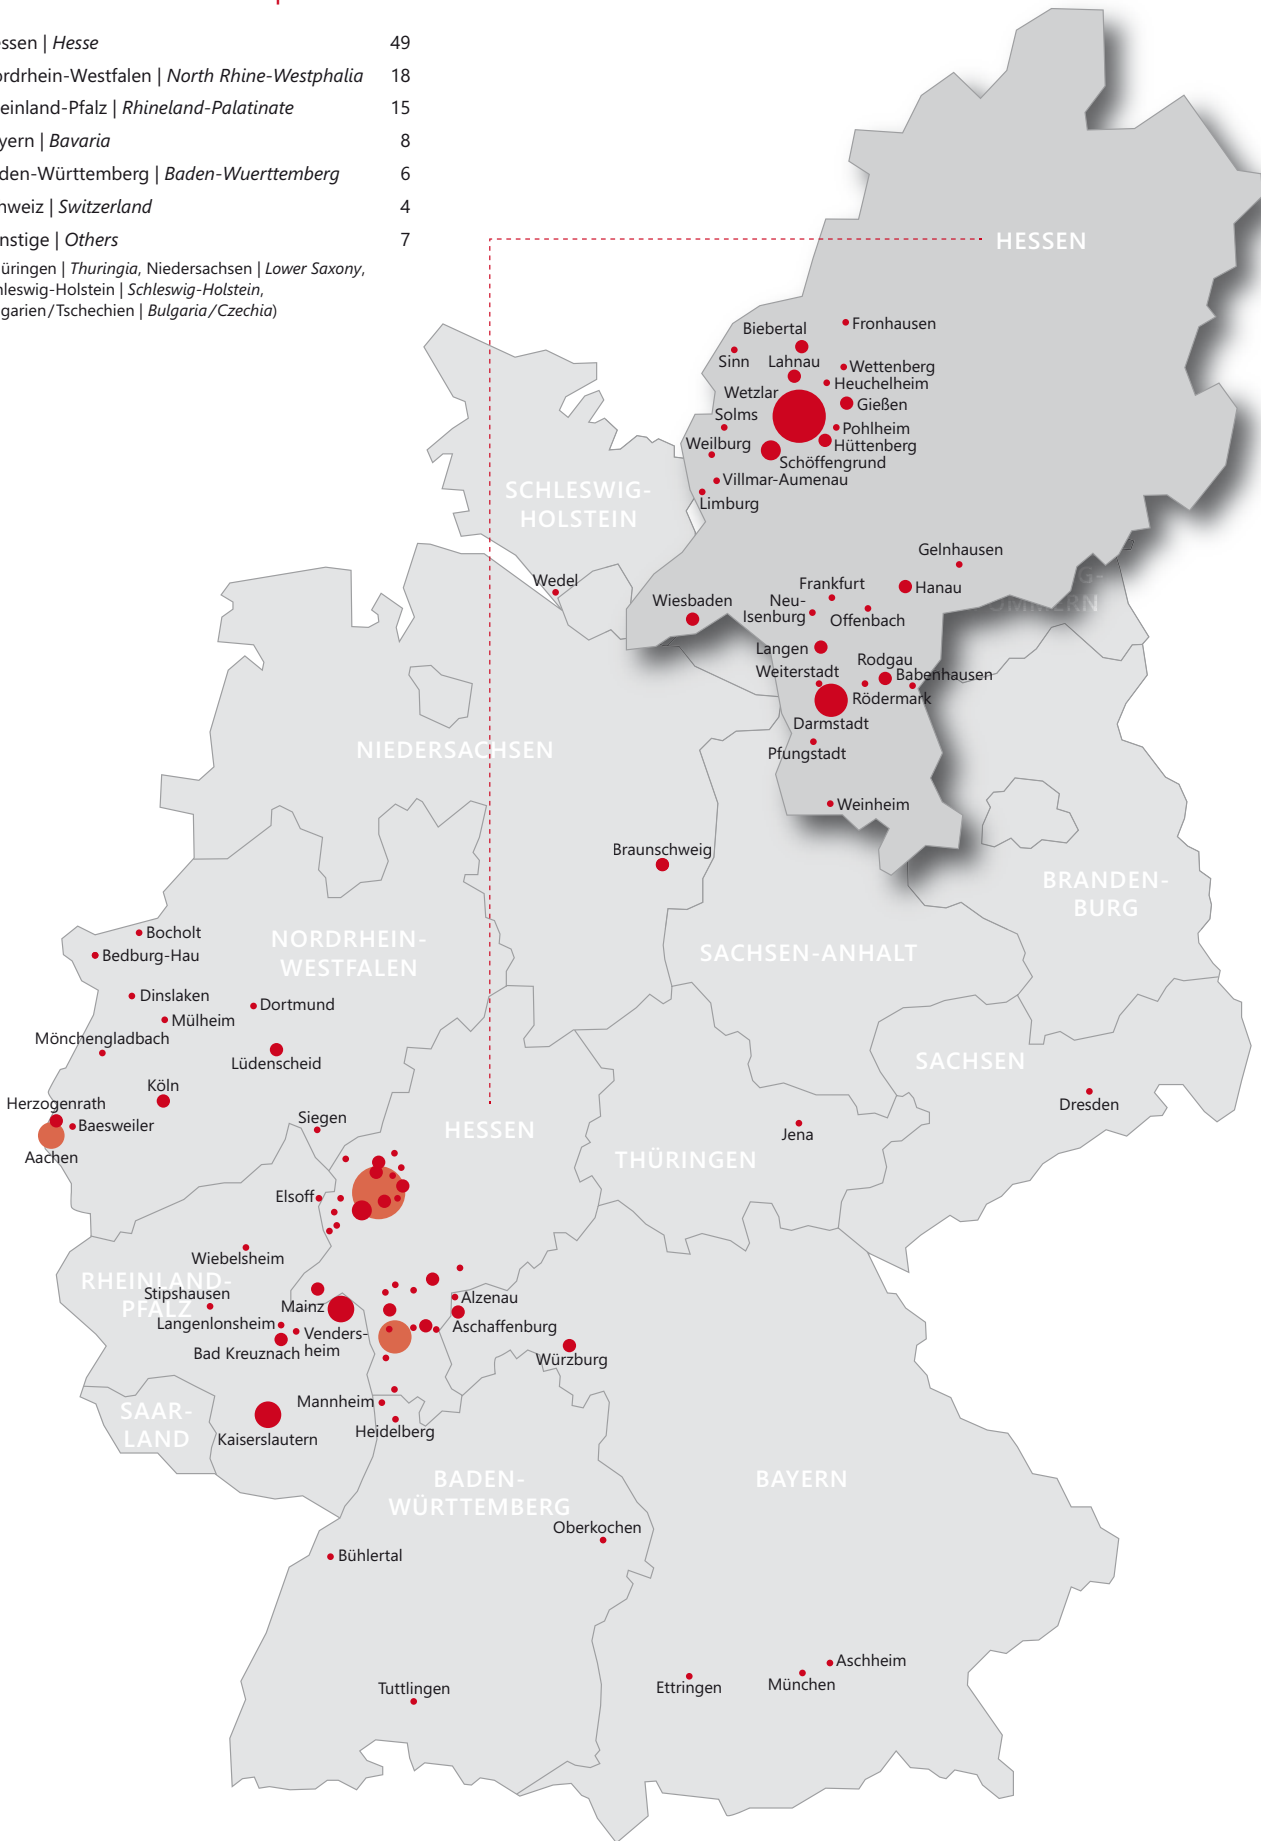 essen | Hesse 49
ordrhein-Westfalen | North Rhine-Westphalia 18
einland-Pfalz | Rhineland-Palatinate 15
yern | Bavaria 8
den-Württemberg | Baden-Wuerttemberg 6
hweiz | Switzerland 4
nstige | Others 7
üringen | Thuringia, Niedersachsen | Lower Saxony,
hleswig-Holstein | Schleswig-Holstein,
garien/Tschechien | Bulgaria/Czechia)
HESSEN
Fronhausen
Biebertal
Sinn
Lahnau
Wettenberg
Heuchelheim
Wetzlar
Gießen
Solms
Pohlheim
Weilburg
Hüttenberg
Schöffengrund
Villmar-Aumenau
Limburg
SCHLESWIG-
HOLSTEIN
Gelnhausen
Wedel
Frankfurt
Hanau
Wiesbaden
Neu-
Isenburg
Offenbach
G-
OMMERN
Langen
Rodgau
Weiterstadt
Babenhausen
Rödermark
Darmstadt
Pfungstadt
NIEDERSACHSEN
Weinheim
Braunschweig
BRANDEN-
BURG
Bocholt
NORDRHEIN-
WESTFALEN
Bedburg-Hau
SACHSEN-ANHALT
Dinslaken
Dortmund
Mülheim
Mönchengladbach
Lüdenscheid
SACHSEN
Köln
Herzogenrath
Dresden
Baesweiler
Siegen
HESSEN
Jena
Aachen
THÜRINGEN
Elsoff
Wiebelsheim
RHEINLAND-
PFALZ
Stipshausen
Mainz
Alzenau
Langenlonsheim
Aschaffenburg
Venders-
heim
Bad Kreuznach
Würzburg
Mannheim
SAAR-
LAND
Kaiserslautern
Heidelberg
BADEN-
WÜRTTEMBERG
BAYERN
Oberkochen
Bühlertal
Aschheim
Ettringen
München
Tuttlingen